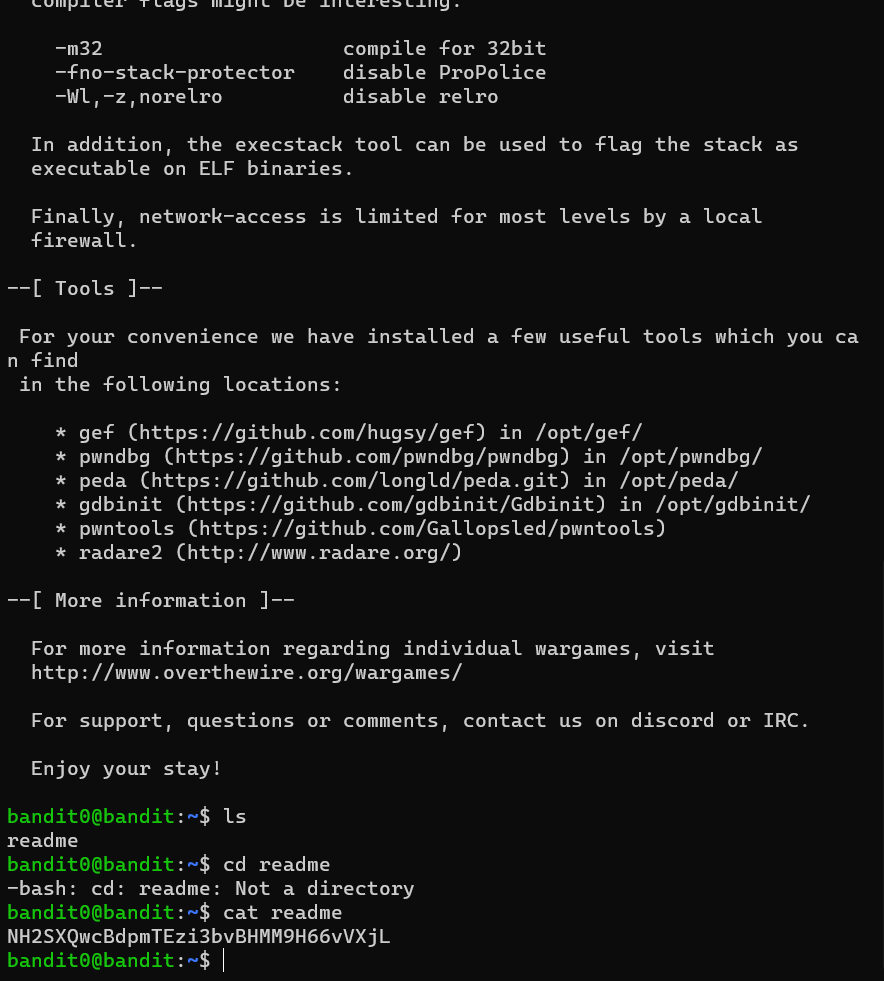 compiler flags might be interesting:
-m32 compile for 32bit
-fno-stack-protector disable ProPolice
-Wl,-z,norelro disable relro
In addition, the execstack tool can be used to flag the stack as
executable on ELF binaries.
Finally, network-access is limited for most levels by a local
firewall.
--[ Tools ]--
For your convenience we have installed a few useful tools which you ca
n find
in the following locations:
* gef (https://github.com/hugsy/gef) in /opt/gef/
* pwndbg (https://github.com/pwndbg/pwndbg) in /opt/pwndbg/
* peda (https://github.com/longld/peda.git) in /opt/peda/
* gdbinit (https://github.com/gdbinit/Gdbinit) in /opt/gdbinit/
* pwntools (https://github.com/Gallopsled/pwntools)
* radare2 (http://www.radare.org/)
--[ More information ]--
For more information regarding individual wargames, visit
http://www.overthewire.org/wargames/
For support, questions or comments, contact us on discord or IRC.
Enjoy your stay!
bandit0@bandit:~$ ls
readme
bandit0@bandit:~$ cd readme
-bash: cd: readme: Not a directory
bandit0@bandit:~$ cat readme
NH2SXQwcBdpmTEzi3bvBHMM9H66vVXjL
bandit0@bandit:~$